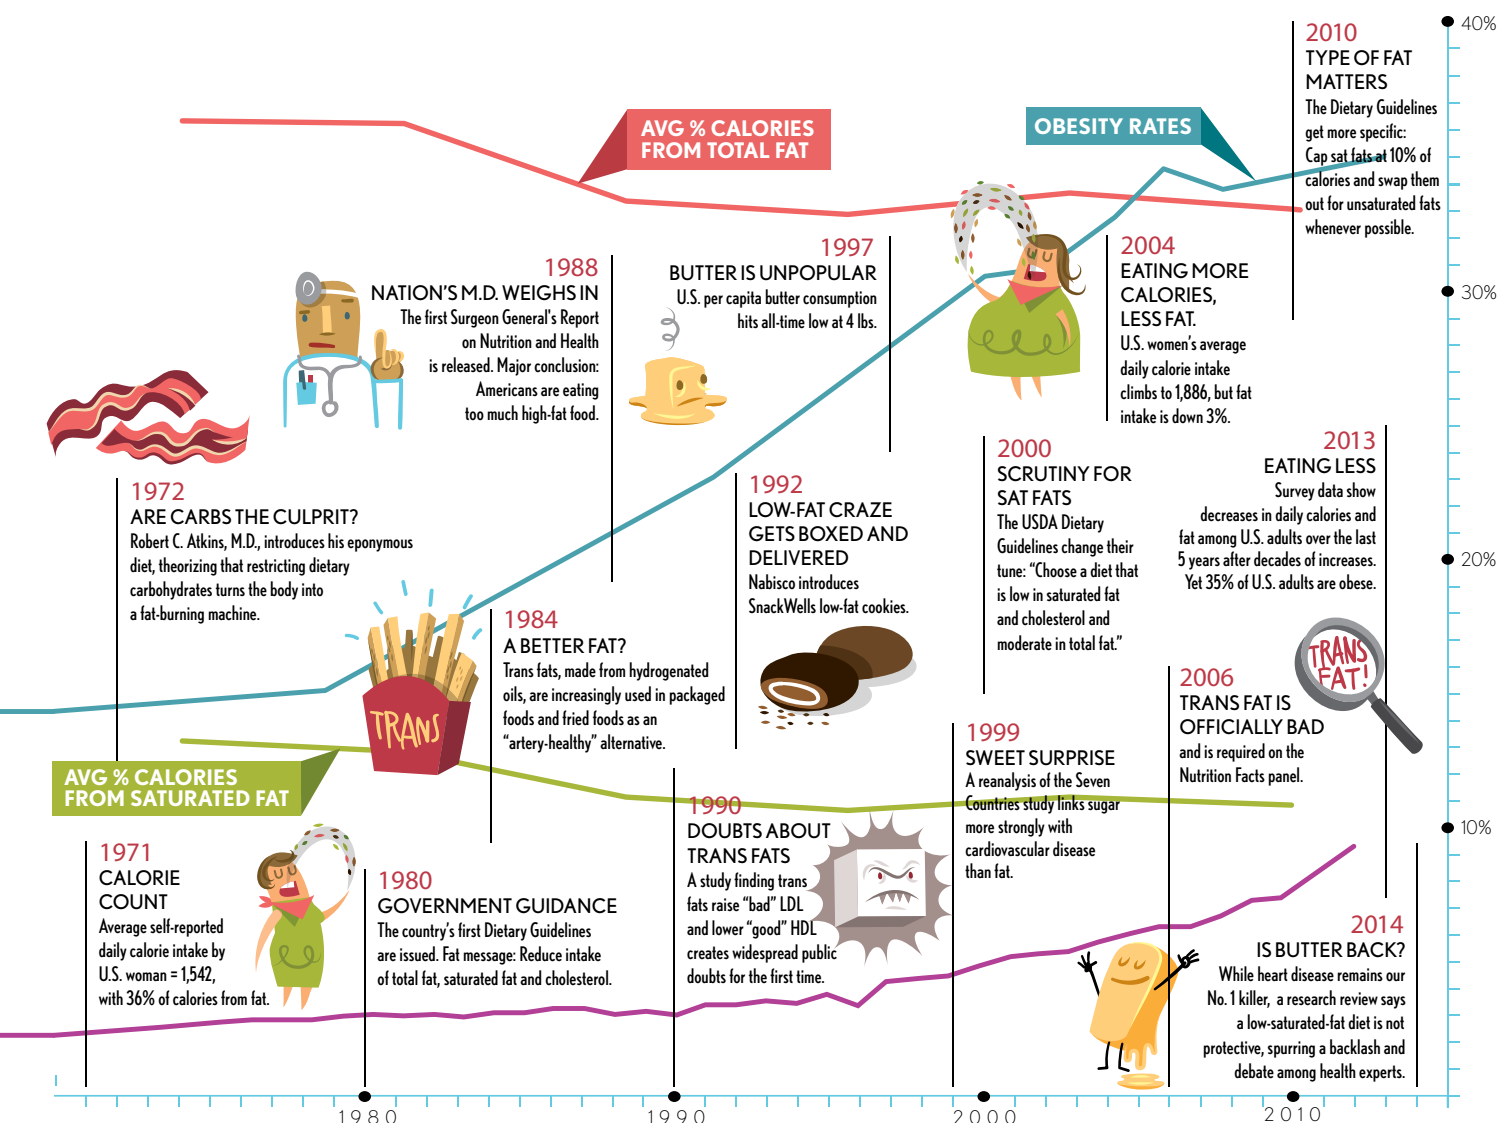 40%
2010
TYPE OF FAT
MATTERS
The Dietary Guidelines
get more specific:
Cap sat fats at 10% of
calories and swap them
out for unsaturated fats
whenever possible.
AVG % CALORIES
FROM TOTAL FAT
OBESITY RATES
1988
NATION'S M.D. WEIGHS IN
The first Surgeon General's Report
on Nutrition and Health
is released. Major conclusion:
Americans are eating
too much high-fat food.
1997
BUTTER IS UNPOPULAR
U.S. per capita butter consumption
hits all-time low at 4 lbs.
2004
EATING MORE
CALORIES,
LESS FAT.
U.S. women's average
daily calorie intake
climbs to 1,886, but fat
intake is down 3%.
30%
1972
ARE CARBS THE CULPRIT?
Robert C. Atkins, M.D., introduces his eponymous
diet, theorizing that restricting dietary
carbohydrates turns the body into
a fat-burning machine.
1992
LOW-FAT CRAZE
GETS BOXED AND
DELIVERED
Nabisco introduces
SnackWells low-fat cookies.
2000
SCRUTINY FOR
SAT FATS
The USDA Dietary
Guidelines change their
tune: “Choose a diet that
is low in saturated fat
and cholesterol and
moderate in total fat.”
2013
EATING LESS
Survey data show
decreases in daily calories and
fat among U.S. adults over the last
5 years after decades of increases.
Yet 35% of U.S. adults are obese.
20%
1984
A BETTER FAT?
Trans fats, made from hydrogenated
oils, are increasingly used in packaged
foods and fried foods as an
“artery-healthy” alternative.
TRANS
TRANS
FAT!
2006
TRANS FAT IS
OFFICIALLY BAD
and is required on the
Nutrition Facts panel.
AVG % CALORIES
FROM SATURATED FAT
1999
SWEET SURPRISE
A reanalysis of the Seven
Countries study links sugar
more strongly with
cardiovascular disease
than fat.
1990
DOUBTS ABOUT
TRANS FATS
A study finding trans
fats raise “bad” LDL
and lower “good” HDL
creates widespread public
doubts for the first time.
10%
1971
CALORIE
COUNT
Average self-reported
daily calorie intake by
U.S. woman = 1,542,
with 36% of calories from fat.
1980
GOVERNMENT GUIDANCE
The country's first Dietary Guidelines
are issued. Fat message: Reduce intake
of total fat, saturated fat and cholesterol.
2014
IS BUTTER BACK?
While heart disease remains our
No. 1 killer, a research review says
a low-saturated-fat diet is not
protective, spurring a backlash and
debate among health experts.
1980
1990
2000
2010